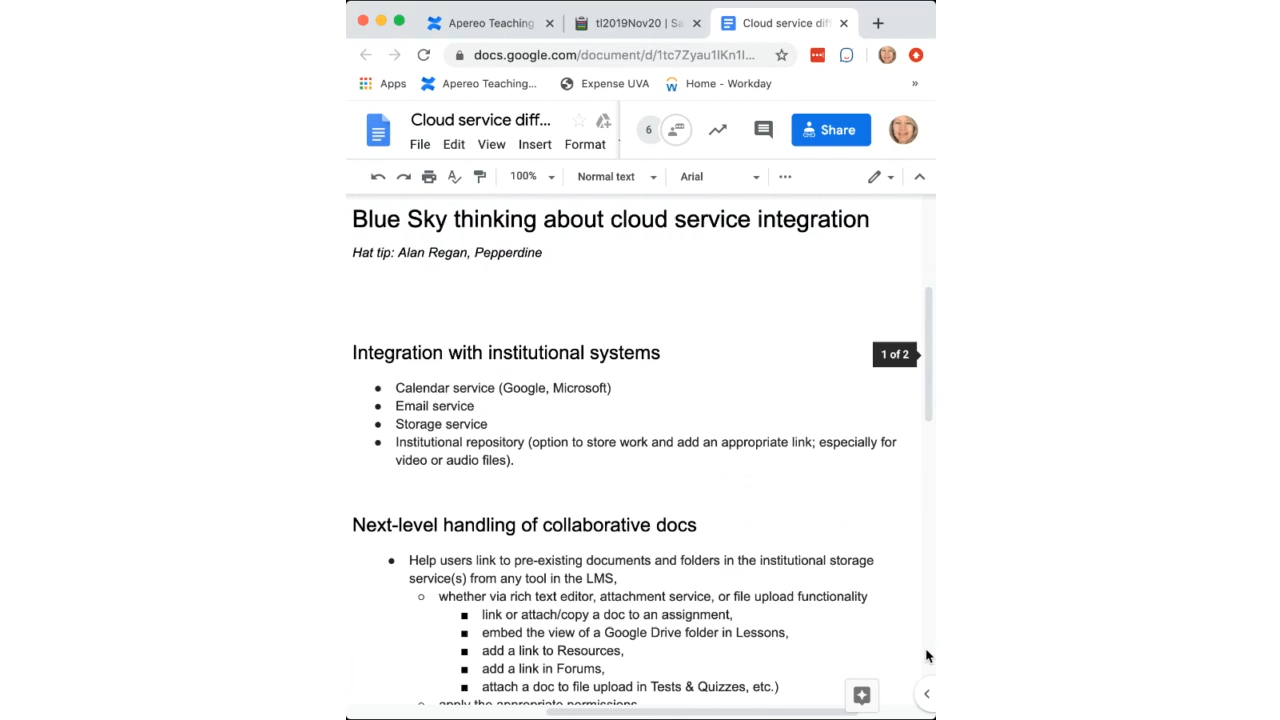 Apereo Teaching
tl2019Nov20 | Sa
Cloud service diff
docs.google.com/document/d/1tc7Zyau1lKn1I...
Apps
Apereo Teaching...
Expense UVA
Home - Workday
»
Cloud service diff...
6
Share
File Edit View Insert Format
100%
Normal text
Arial
Blue Sky thinking about cloud service integration
Hat tip: Alan Regan, Pepperdine
Integration with institutional systems
1 of 2
● Calendar service (Google, Microsoft)
● Email service
● Storage service
● Institutional repository (option to store work and add an appropriate link; especially for
video or audio files).
Next-level handling of collaborative docs
● Help users link to pre-existing documents and folders in the institutional storage
service(s) from any tool in the LMS,
○ whether via rich text editor, attachment service, or file upload functionality
■ link or attach/copy a doc to an assignment,
■ embed the view of a Google Drive folder in Lessons,
■ add a link to Resources,
■ add a link in Forums,
■ attach a doc to file upload in Tests & Quizzes, etc.)
○ apply the appropriate permissions